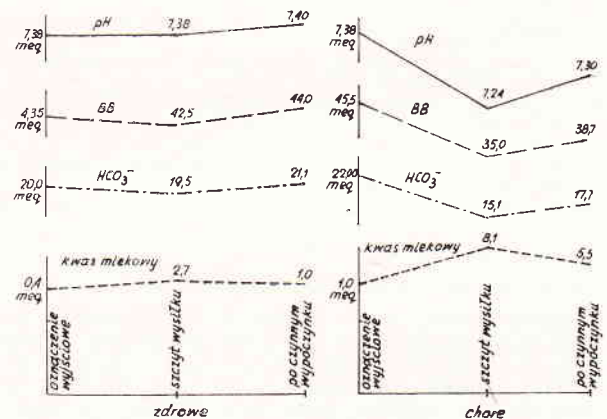 7,38
meq
pH
7,38
7,40
4,35
meq
BB
42,5
44,0
20,0
meq
HCO3⁻
19,5
21,1
0,4
meq
kwas mlekowy
2,7
1,0
oznaczenie
wyjściowe
szczyt wysiłku
po czynnym
wypoczynku
zdrowe
7,38
meq
pH
7,24
7,30
45,5
meq
BB
35,0
38,7
22,00
meq
HCO3⁻
15,1
17,7
1,0
meq
kwas mlekowy
8,1
5,5
oznaczenie
wyjściowe
szczyt wysiłku
po czynnym
wypoczynku
chore